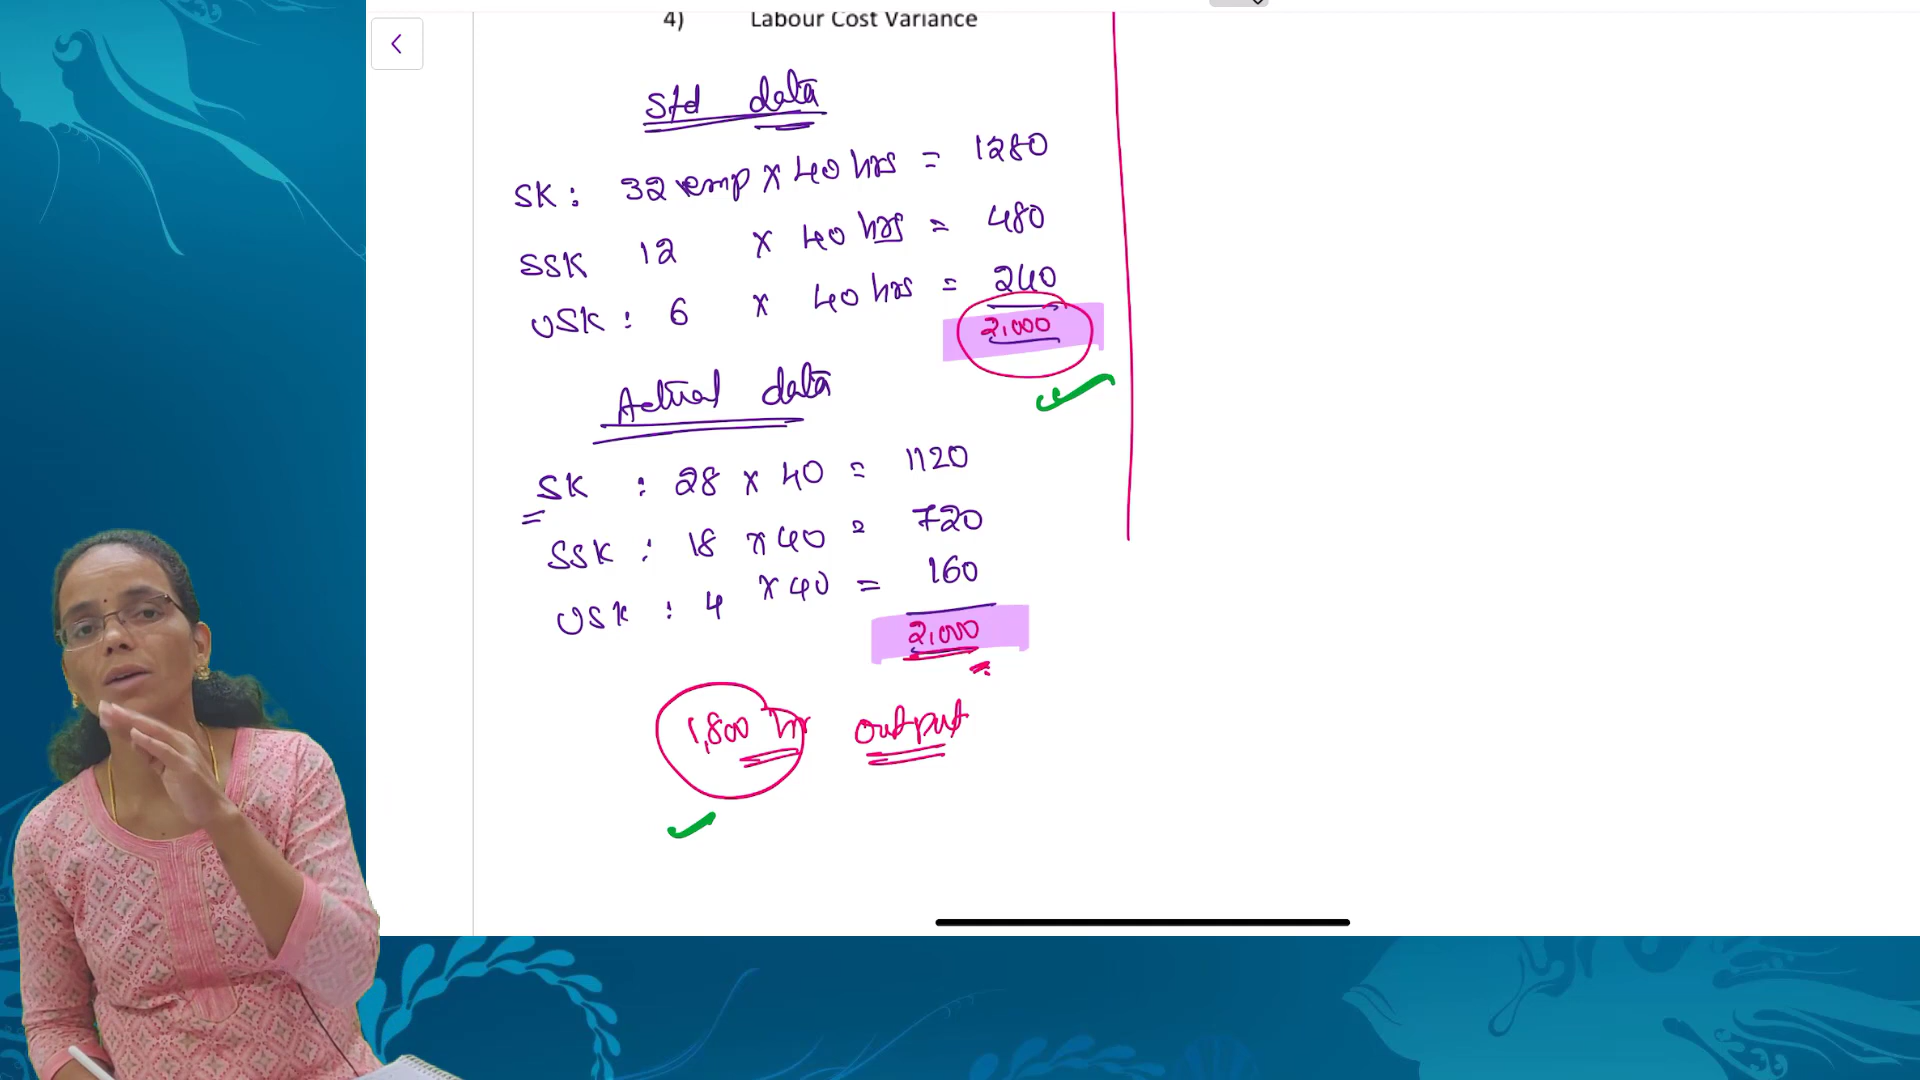 4) Labour Cost Variance
Std data
SK : 32 emp x 40 hrs = 1280
SSK 12 x 40 hrs = 480
USK : 6 x 40 hrs = 240
2,000
Actual data
SK : 28 x 40 = 1120
SSK : 18 x 40 = 720
USK : 4 x 40 = 160
2,000
1,800 hr output